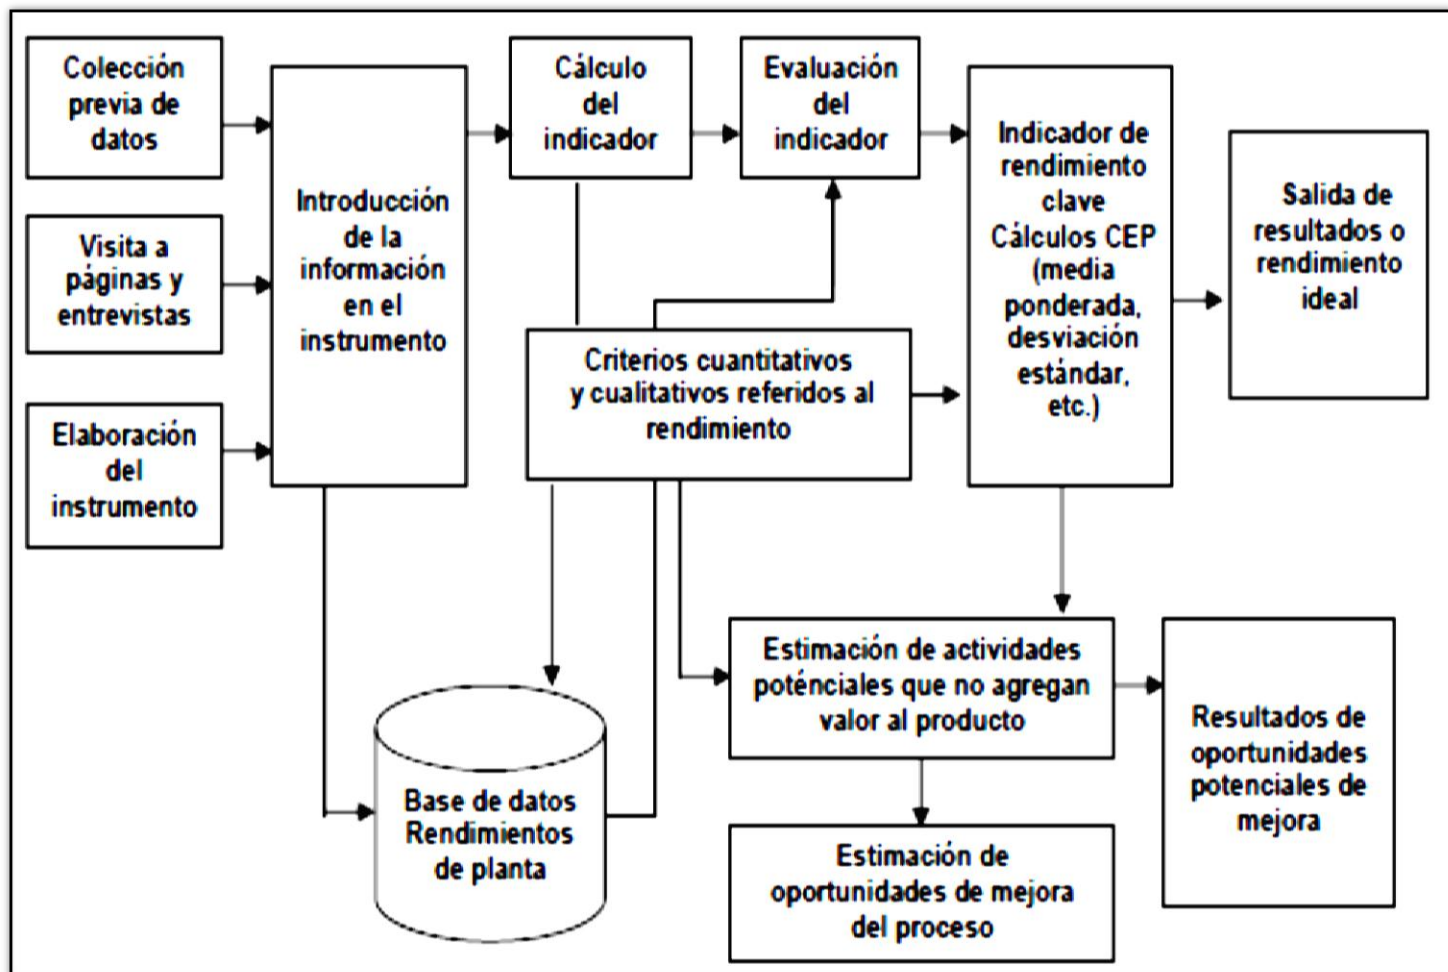 Colección
previa de
datos
Visita a
páginas y
entrevistas
Elaboración
del
instrumento
Introducción
de la
información
en el
instrumento
Cálculo
del
indicador
Evaluación
del
indicador
Criterios cuantitativos
y cualitativos referidos al
rendimiento
Indicador de
rendimiento
clave
Cálculos CEP
(media
ponderada,
desviación
estándar,
etc.)
Salida de
resultados o
rendimiento
ideal
Base de datos
Rendimientos
de planta
Estimación de actividades
poténciales que no agregan
valor al producto
Estimación de
oportunidades de mejora
del proceso
Resultados de
oportunidades
potenciales de
mejora